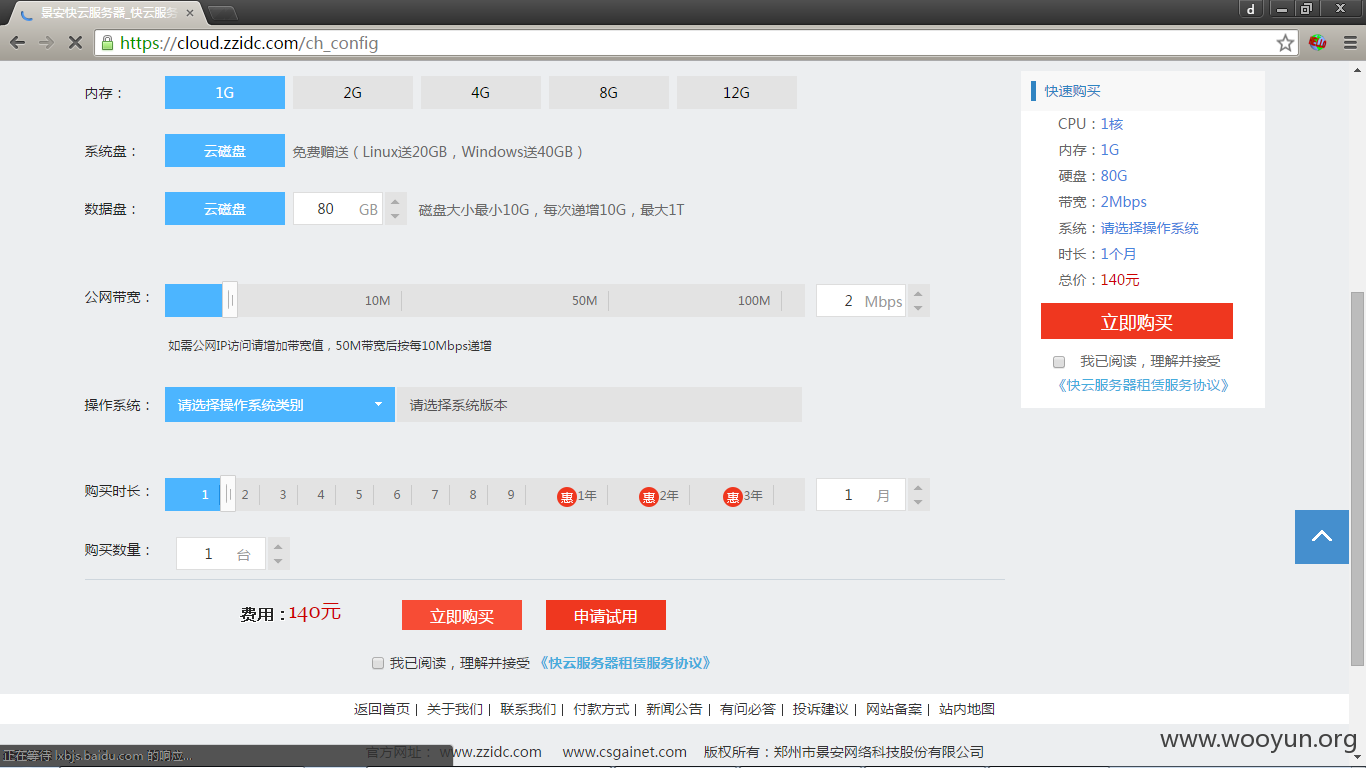 景安快云服务器_快云服务
https://cloud.zzidc.com/ch_config
内存： 1G 2G 4G 8G 12G
系统盘： 云磁盘 免费赠送（Linux送20GB，Windows送40GB）
数据盘： 云磁盘 80 GB 磁盘大小最小10G，每次递增10G，最大1T
公网带宽： 10M 50M 100M 2 Mbps
如需公网IP访问请增加带宽值，50M带宽后按每10Mbps递增
操作系统： 请选择操作系统类别 请选择系统版本
购买时长： 1 2 3 4 5 6 7 8 9 惠1年 惠2年 惠3年 1 月
购买数量： 1 台
费用 :140元 立即购买 申请试用
我已阅读，理解并接受 《快云服务器租赁服务协议》
快速购买
CPU：1核
内存：1G
硬盘：80G
带宽：2Mbps
系统：请选择操作系统
时长：1个月
总价：140元
立即购买
我已阅读，理解并接受
《快云服务器租赁服务协议》
返回首页 | 关于我们 | 联系我们 | 付款方式 | 新闻公告 | 有问必答 | 投诉建议 | 网站备案 | 站内地图
官方网址： www.zzidc.com www.csgainet.com 版权所有：郑州市景安网络科技股份有限公司
正在等待 lxbjs.baidu.com 的响应...
www.wooyun.org